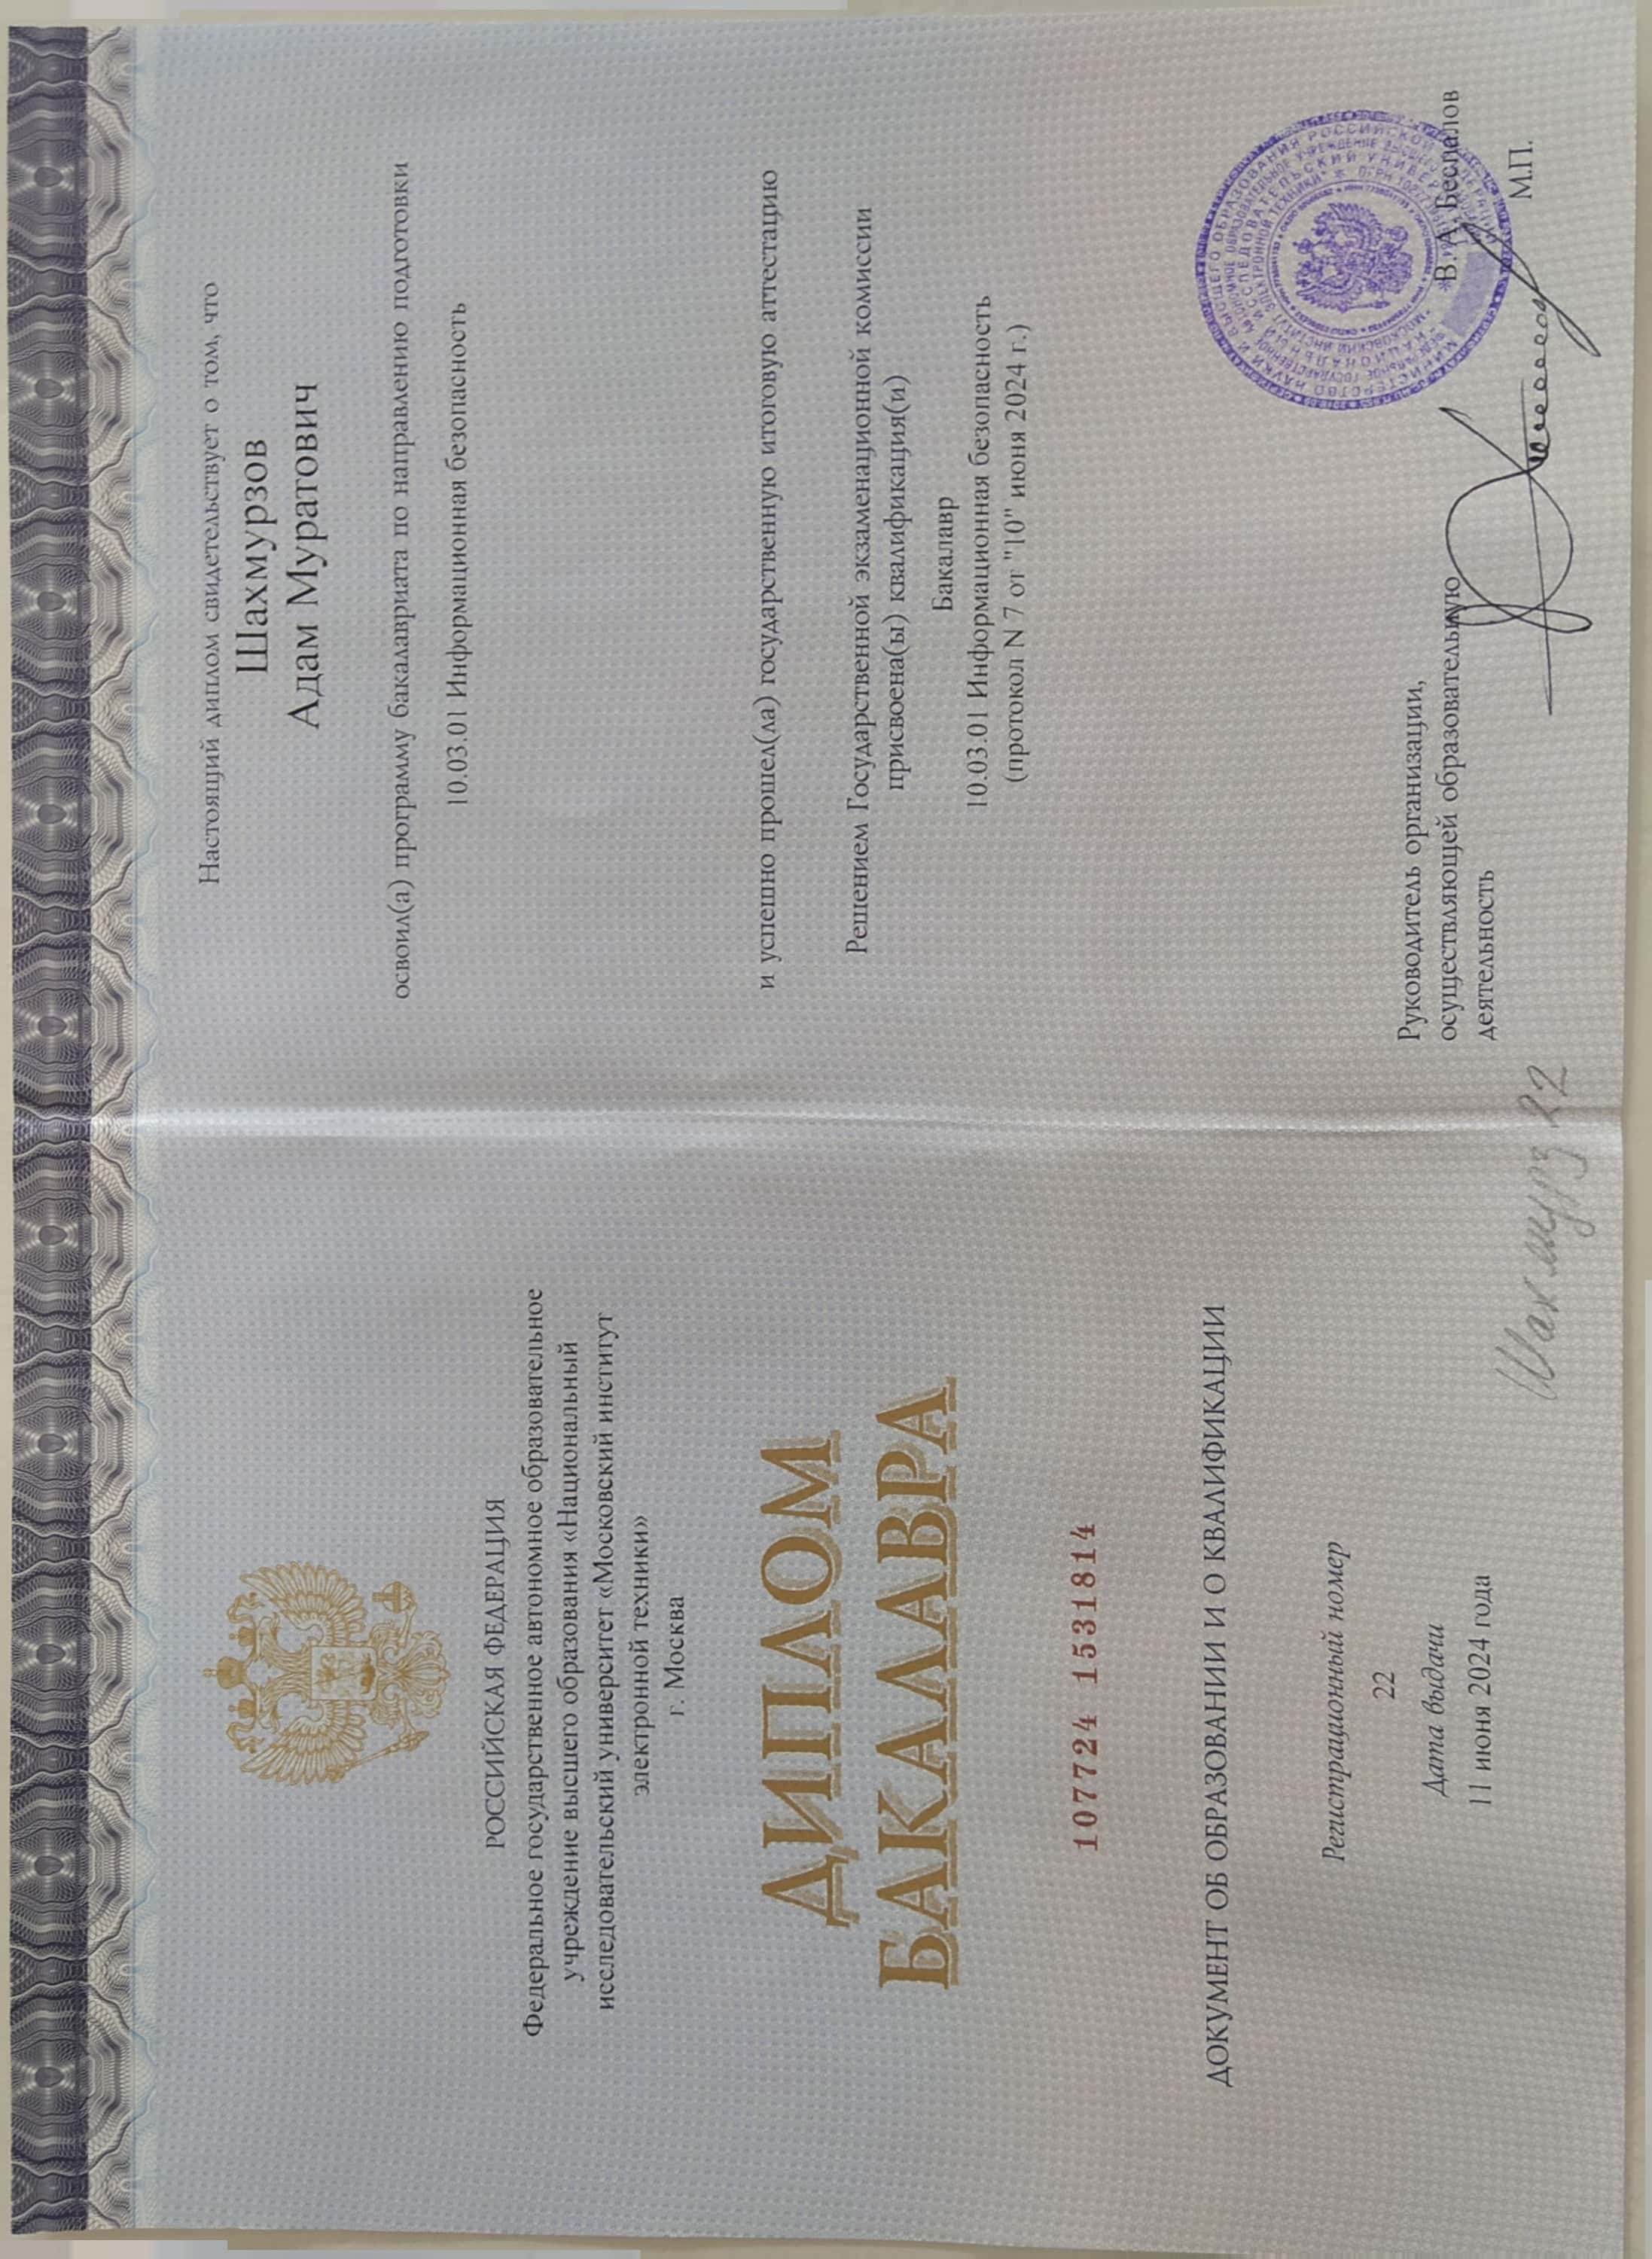 РОССИЙСКАЯ ФЕДЕРАЦИЯ
Федеральное государственное автономное образовательное
учреждение высшего образования «Национальный
исследовательский университет «Московский институт
электронной техники»
г. Москва
ДИПЛОМ
БАКАЛАВРА
107724 1531814
ДОКУМЕНТ ОБ ОБРАЗОВАНИИ И О КВАЛИФИКАЦИИ
Регистрационный номер
22
Дата выдачи
11 июня 2024 года
Шахмурз 22
Настоящий диплом свидетельствует о том, что
Шахмурзов
Адам Муратович
освоил(а) программу бакалавриата по направлению подготовки
10.03.01 Информационная безопасность
и успешно прошел(ла) государственную итоговую аттестацию
Решением Государственной экзаменационной комиссии
присвоена(ы) квалификация(и)
Бакалавр
10.03.01 Информационная безопасность
(протокол N 7 от "10" июня 2024 г.)
Руководитель организации,
осуществляющей образовательную
деятельность
В. А. Беспалов
М.П.